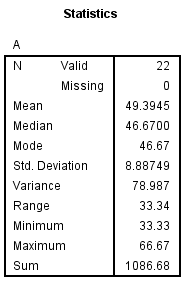 Statistics
A
N Valid 22
Missing 0
Mean 49.3945
Median 46.6700
Mode 46.67
Std. Deviation 8.88749
Variance 78.987
Range 33.34
Minimum 33.33
Maximum 66.67
Sum 1086.68